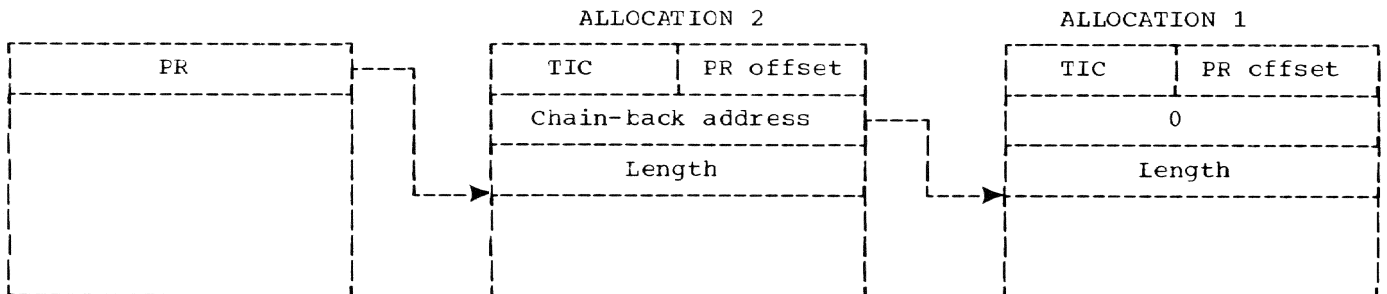 ALLOCATION 2 ALLOCATION 1
PR TIC PR offset TIC PR cffset
Chain-back address 0
Length Length